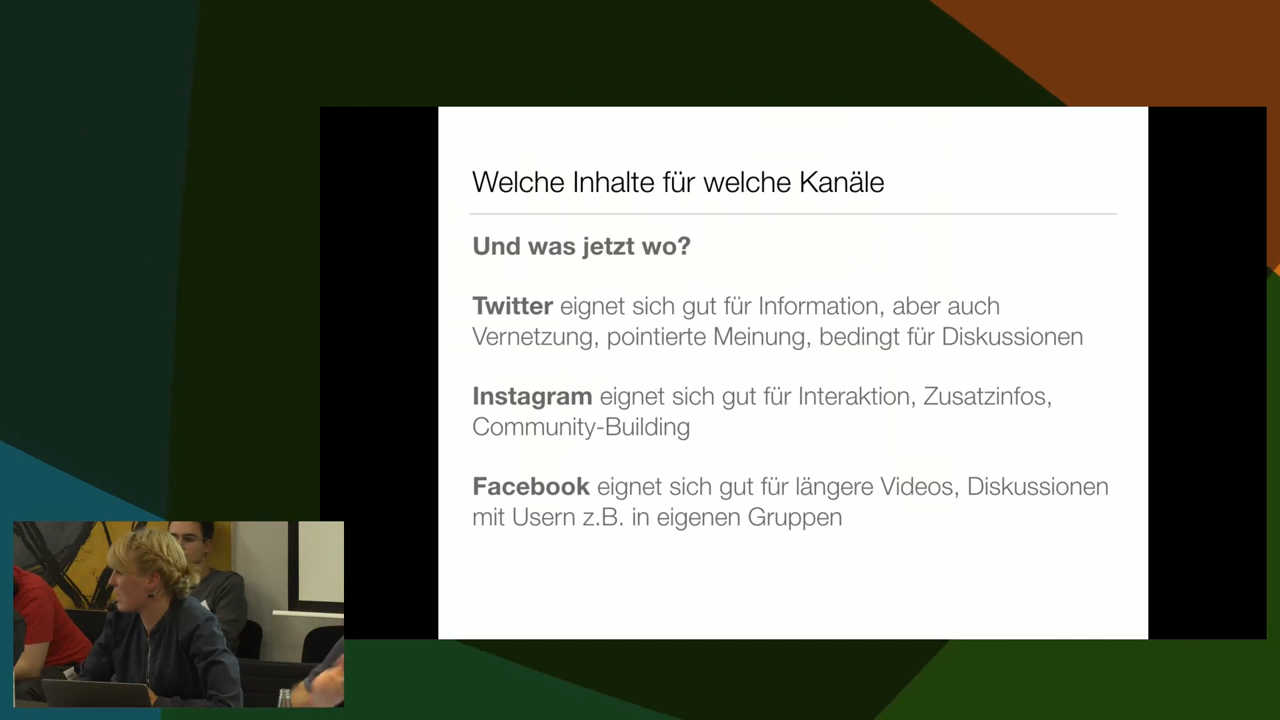 Welche Inhalte für welche Kanäle
Und was jetzt wo?
Twitter eignet sich gut für Information, aber auch
Vernetzung, pointierte Meinung, bedingt für Diskussionen
Instagram eignet sich gut für Interaktion, Zusatzinfos,
Community-Building
Facebook eignet sich gut für längere Videos, Diskussionen
mit Usern z.B. in eigenen Gruppen